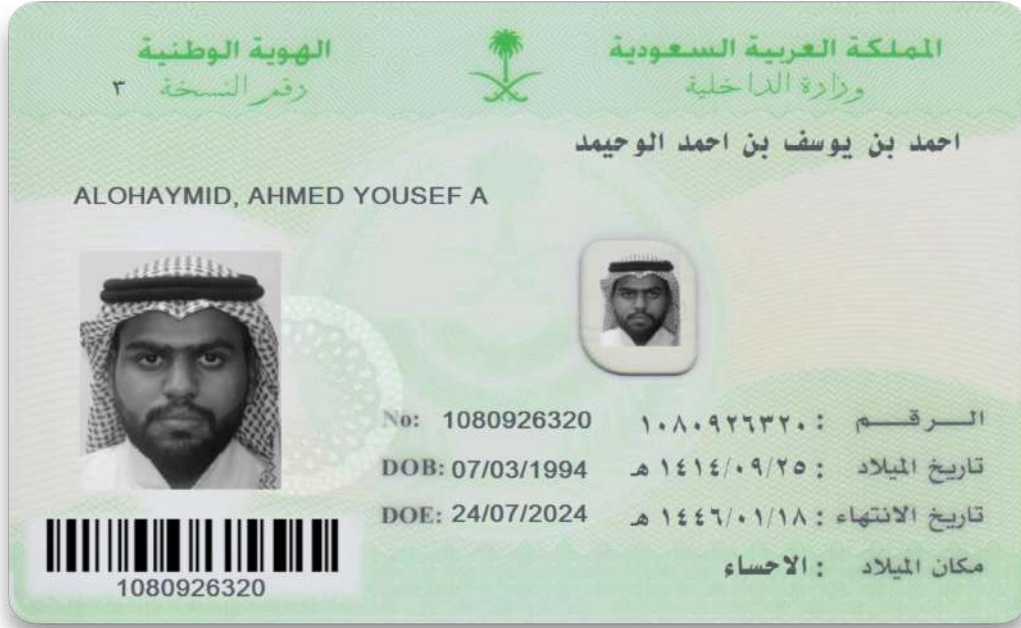 المملكة العربية السعودية
وزارة الداخلية
الهوية الوطنية
رقم النسخة ٣
احمد بن يوسف بن احمد الوحيمد
ALOHAYMID, AHMED YOUSEF A
الـــرقـــم : ١٠٨٠٩٢٦٣٢٠ No: 1080926320
تاريخ الميلاد : ١٤١٤/٠٩/٢٥ هـ DOB: 07/03/1994
تاريخ الانتهاء : ١٤٤٦/٠١/١٨ هـ DOE: 24/07/2024
مكان الميلاد : الاحساء
1080926320